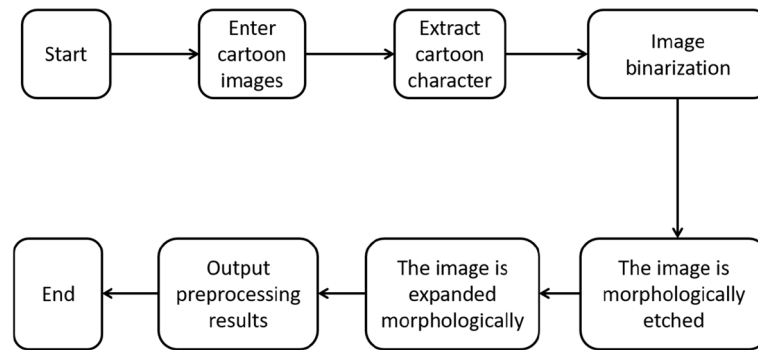 Start
Enter
cartoon
images
Extract
cartoon
character
Image
binarization
The image is
morphologically
etched
The image is
expanded
morphologically
Output
preprocessing
results
End